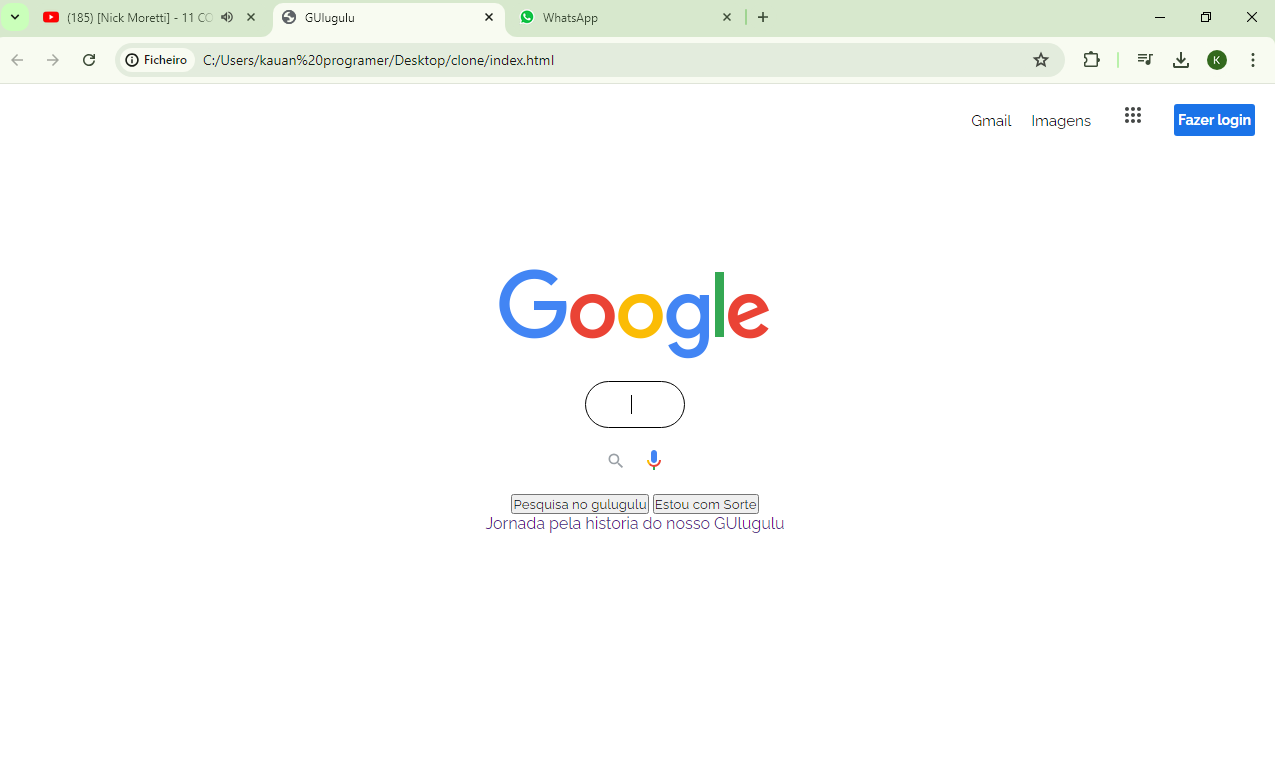 (185) [Nick Moretti] - 11 CO
GUlugulu
WhatsApp
Ficheiro
C:/Users/kauan%20programer/Desktop/clone/index.html
K
Gmail
Imagens
Fazer login
Google
Pesquisa no gulugulu
Estou com Sorte
Jornada pela historia do nosso GUlugulu